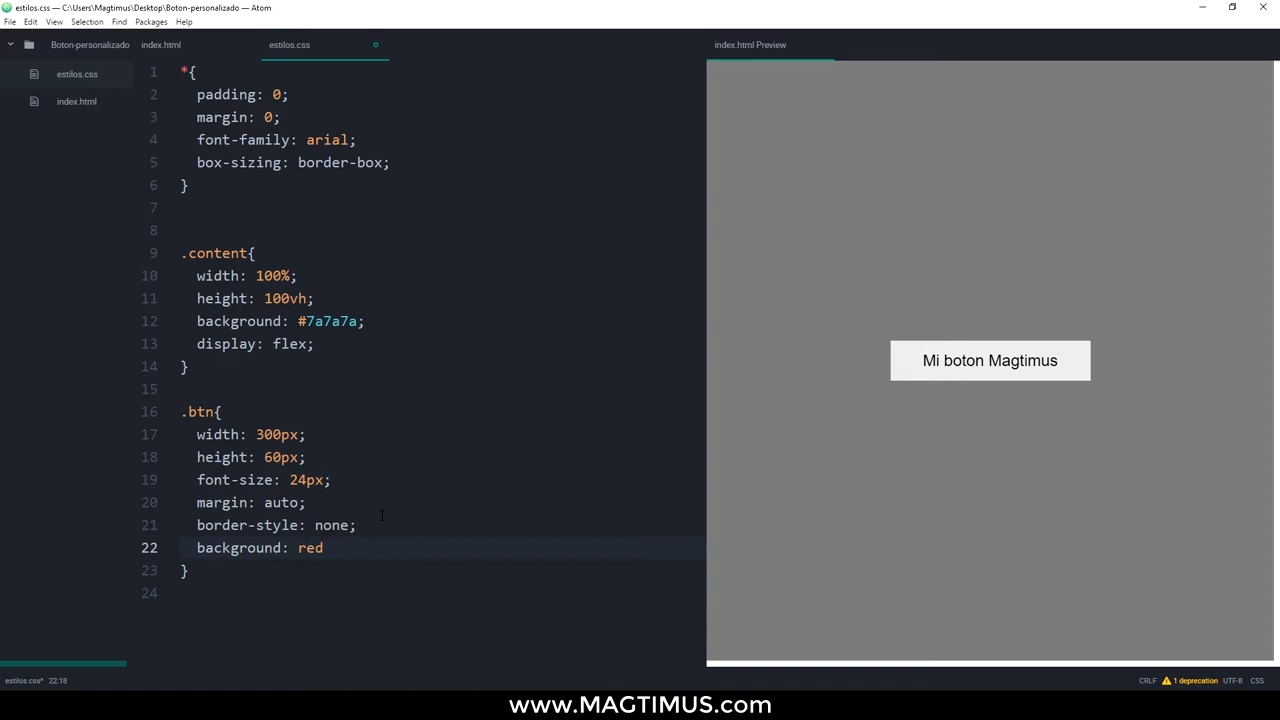 estilos.css — C:\Users\Magtimus\Desktop\Boton-personalizado — Atom
File Edit View Selection Find Packages Help
Boton-personalizado
estilos.css
index.html
index.html estilos.css
1 *{
2 padding: 0;
3 margin: 0;
4 font-family: arial;
5 box-sizing: border-box;
6 }
7
8
9 .content{
10 width: 100%;
11 height: 100vh;
12 background: #7a7a7a;
13 display: flex;
14 }
15
16 .btn{
17 width: 300px;
18 height: 60px;
19 font-size: 24px;
20 margin: auto;
21 border-style: none;
22 background: red
23 }
24
index.html Preview
Mi boton Magtimus
estilos.css* 22:18
CRLF 1 deprecation UTF-8 CSS
www.MAGTIMUS.com